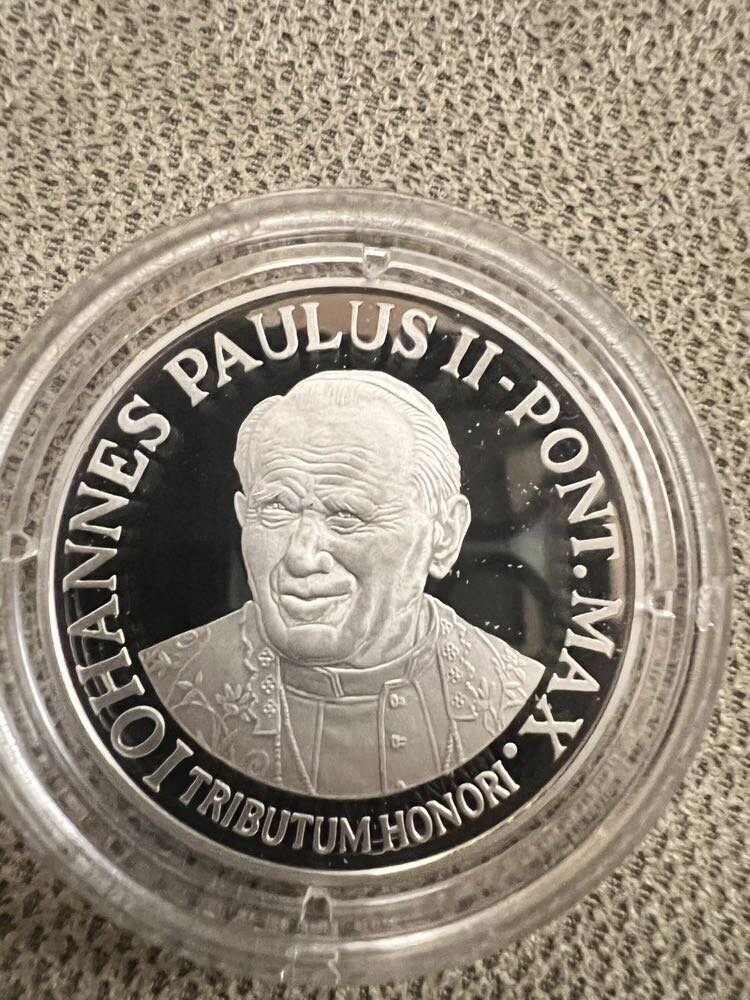 IOHANNES PAULUS II-PONT. MAX.
TRIBUTUM HONORI